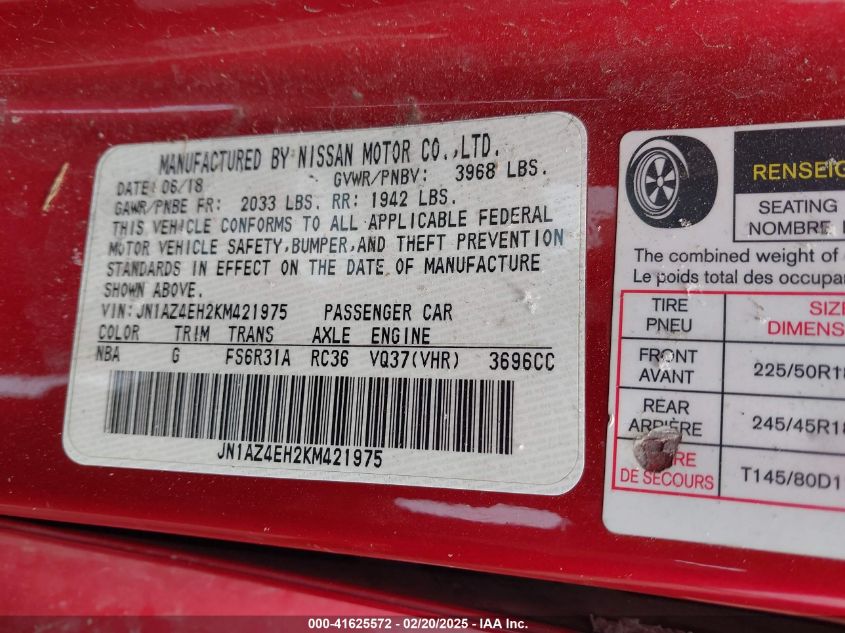 MANUFACTURED BY NISSAN MOTOR CO.,LTD.
DATE: 06/18 GVWR/PNBV: 3968 LBS.
GAWR/PNBE FR: 2033 LBS. RR: 1942 LBS.
THIS VEHICLE CONFORMS TO ALL APPLICABLE FEDERAL
MOTOR VEHICLE SAFETY,BUMPER,AND THEFT PREVENTION
STANDARDS IN EFFECT ON THE DATE OF MANUFACTURE
SHOWN ABOVE.
VIN: JN1AZ4EH2KM421975 PASSENGER CAR
COLOR TRIM TRANS AXLE ENGINE
NBA G FS6R31A RC36 VQ37(VHR) 3696CC
JN1AZ4EH2KM421975
RENSEIG
SEATING
NOMBRE
The combined weight of
Le poids total des occupa
TIRE SIZE
PNEU DIMENS
FRONT
AVANT 225/50R18
REAR
ARRIÈRE 245/45R18
DE SECOURS T145/80D1
000-41625572 — 02/20/2025 — IAA Inc.